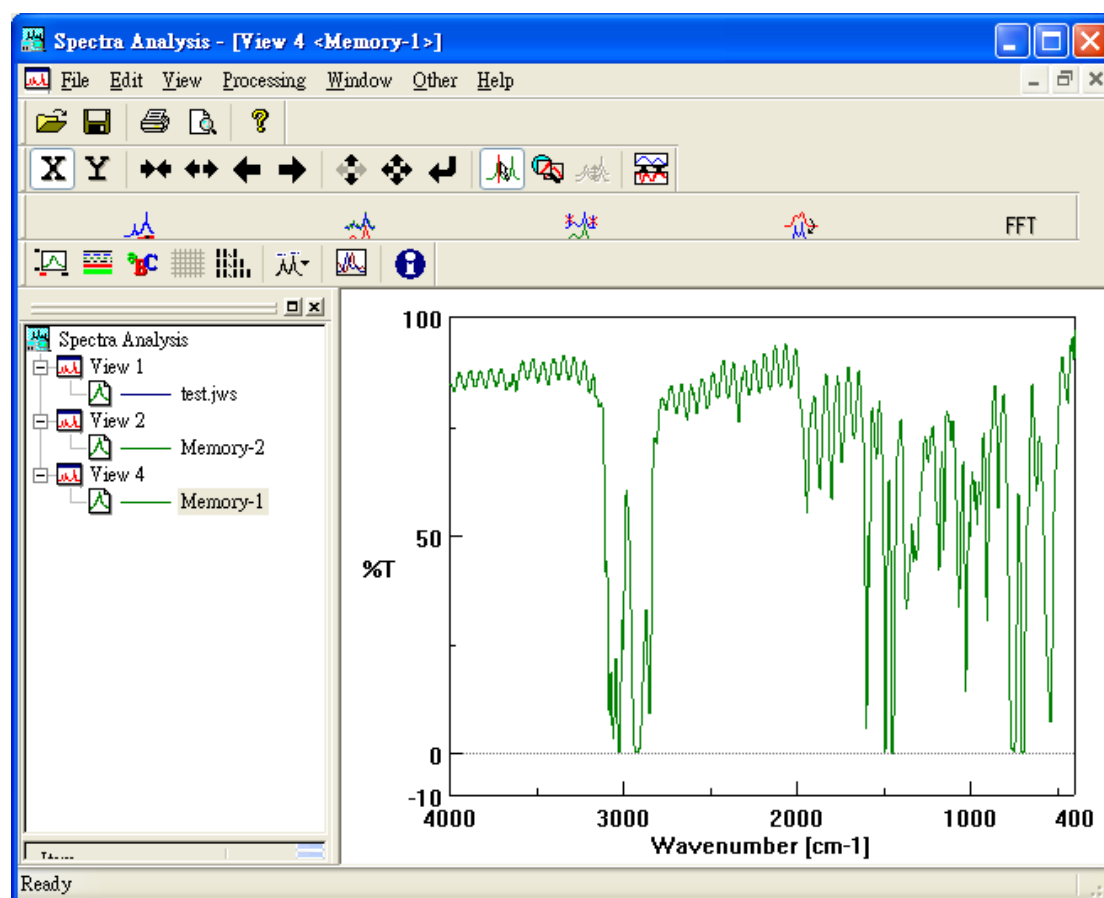 Spectra Analysis - [View 4 <Memory-1>]
File Edit View Processing Window Other Help
X Y
FFT
ABC
Spectra Analysis
View 1
test.jws
View 2
Memory-2
View 4
Memory-1
100
50
%T
0
-10
4000 3000 2000 1000 400
Wavenumber [cm-1]
Ready